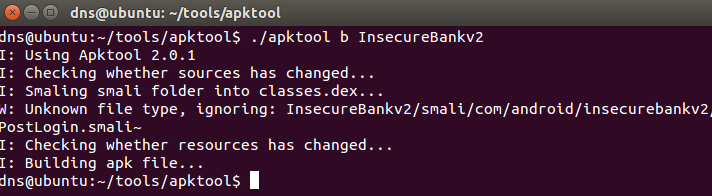 dns@ubuntu: ~/tools/apktool
dns@ubuntu:~/tools/apktool$ ./apktool b InsecureBankv2
I: Using Apktool 2.0.1
I: Checking whether sources has changed...
I: Smaling smali folder into classes.dex...
W: Unknown file type, ignoring: InsecureBankv2/smali/com/android/insecurebankv2/
PostLogin.smali~
I: Checking whether resources has changed...
I: Building apk file...
dns@ubuntu:~/tools/apktool$